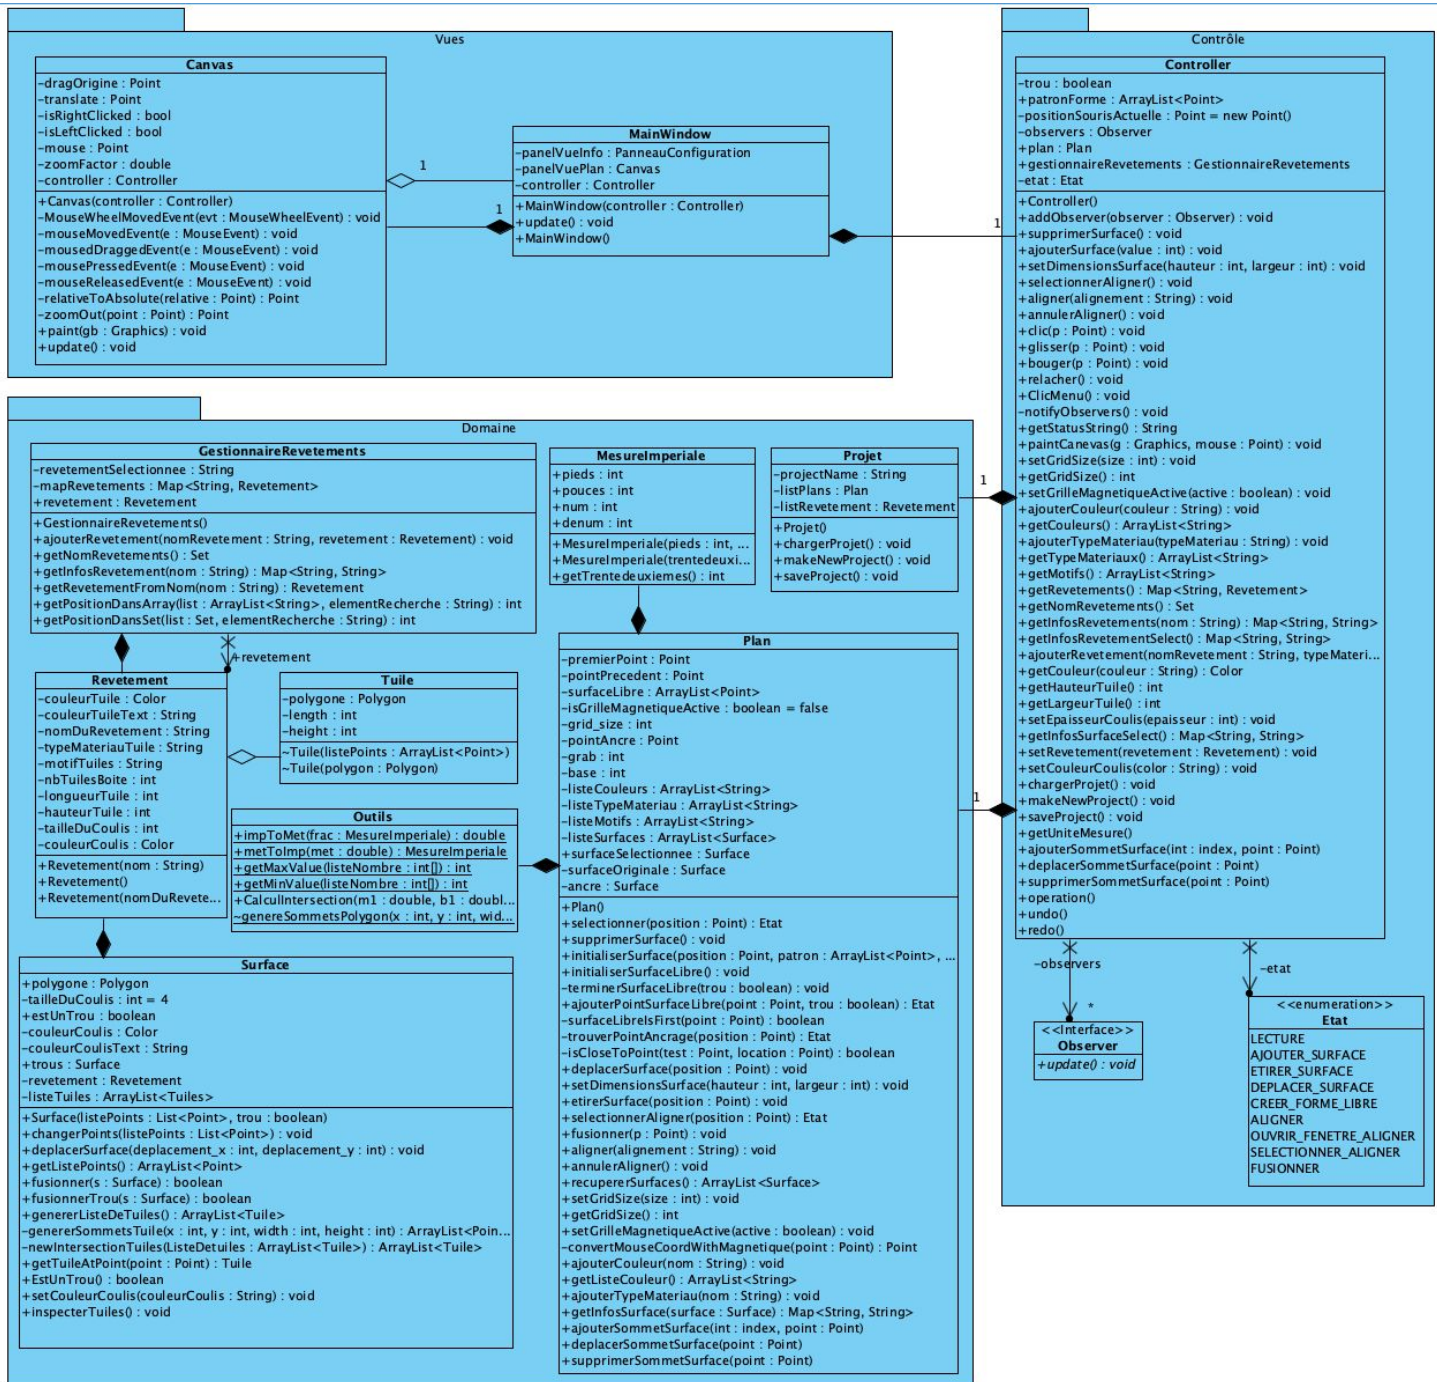 Vues
Canvas
-dragOrigine : Point
-translate : Point
-isRightClicked : bool
-isLeftClicked : bool
-mouse : Point
-zoomFactor : double
-controller : Controller
+Canvas(controller : Controller)
-MouseWheelMovedEvent(evt : MouseWheelEvent) : void
-mouseMovedEvent(e : MouseEvent) : void
-mousedDraggedEvent(e : MouseEvent) : void
-mousePressedEvent(e : MouseEvent) : void
-mouseReleasedEvent(e : MouseEvent) : void
-relativeToAbsolute(relative : Point) : Point
-zoomOut(point : Point) : Point
+paint(gb : Graphics) : void
+update() : void
1
1
MainWindow
-panelVueInfo : PanneauConfiguration
-panelVuePlan : Canvas
-controller : Controller
+MainWindow(controller : Controller)
+update() : void
+MainWindow()
1
Contrôle
Controller
-trou : boolean
+patronForme : ArrayList<Point>
-positionSourisActuelle : Point = new Point()
-observers : Observer
+plan : Plan
+gestionnaireRevetements : GestionnaireRevetements
-etat : Etat
+Controller()
+addObserver(observer : Observer) : void
+supprimerSurface() : void
+ajouterSurface(value : int) : void
+setDimensionsSurface(hauteur : int, largeur : int) : void
+selectionnerAligner() : void
+aligner(alignement : String) : void
+annulerAligner() : void
+clic(p : Point) : void
+glisser(p : Point) : void
+bouger(p : Point) : void
+relacher() : void
+ClicMenu() : void
-notifyObservers() : void
+getStatusString() : String
+paintCanevas(g : Graphics, mouse : Point) : void
+setGridSize(size : int) : void
+getGridSize() : int
+setGrilleMagnetiqueActive(active : boolean) : void
+ajouterCouleur(couleur : String) : void
+getCouleurs() : ArrayList<String>
+ajouterTypeMateriau(typeMateriau : String) : void
+getTypeMateriaux() : ArrayList<String>
+getMotifs() : ArrayList<String>
+getRevetements() : Map<String, Revetement>
+getNomRevetements() : Set
+getInfosRevetements(nom : String) : Map<String, String>
+getInfosRevetementSelect() : Map<String, String>
+ajouterRevetement(nomRevetement : String, typeMateri...
+getCouleur(couleur : String) : Color
+getHauteurTuile() : int
+getLargeurTuile() : int
+setEpaisseurCoulis(epaisseur : int) : void
+getInfosSurfaceSelect() : Map<String, String>
+setRevetement(revetement : Revetement) : void
+setCouleurCoulis(color : String) : void
+chargerProjet() : void
+makeNewProject() : void
+saveProject() : void
+getUniteMesure()
+ajouterSommetSurface(int : index, point : Point)
+deplacerSommetSurface(point : Point)
+supprimerSommetSurface(point : Point)
+operation()
+undo()
+redo()
-observers
*
-etat
<<Interface>>
Observer
+update() : void
<<enumeration>>
Etat
LECTURE
AJOUTER_SURFACE
ETIRER_SURFACE
DEPLACER_SURFACE
CREER_FORME_LIBRE
ALIGNER
OUVRIR_FENETRE_ALIGNER
SELECTIONNER_ALIGNER
FUSIONNER
Domaine
GestionnaireRevetements
-revetementSelectionnee : String
-mapRevetements : Map<String, Revetement>
+revetement : Revetement
+GestionnaireRevetements()
+ajouterRevetement(nomRevetement : String, revetement : Revetement) : void
+getNomRevetements() : Set
+getInfosRevetement(nom : String) : Map<String, String>
+getRevetementFromNom(nom : String) : Revetement
+getPositionDansArray(list : ArrayList<String>, elementRecherche : String) : int
+getPositionDansSet(list : Set, elementRecherche : String) : int
+revetement
MesureImperiale
+pieds : int
+pouces : int
+num : int
+denum : int
+MesureImperiale(pieds : int, ...
+MesureImperiale(trentedeuxi...
+getTrentedeuxiemes() : int
Projet
-projectName : String
-listPlans : Plan
-listRevetement : Revetement
+Projet()
+chargerProjet() : void
+makeNewProject() : void
+saveProject() : void
1
Revetement
-couleurTuile : Color
-couleurTuileText : String
-nomDuRevetement : String
-typeMateriauTuile : String
-motifTuiles : String
-nbTuilesBoite : int
-longueurTuile : int
-hauteurTuile : int
-tailleDuCoulis : int
-couleurCoulis : Color
+Revetement(nom : String)
+Revetement()
+Revetement(nomDuRevete...
Tuile
-polygone : Polygon
-length : int
-height : int
~Tuile(listePoints : ArrayList<Point>)
~Tuile(polygon : Polygon)
Outils
+impToMet(frac : MesureImperiale) : double
+metToImp(met : double) : MesureImperiale
+getMaxValue(listeNombre : int[]) : int
+getMinValue(listeNombre : int[]) : int
+CalculIntersection(m1 : double, b1 : doubl...
~genereSommetsPolygon(x : int, y : int, wid...
Plan
-premierPoint : Point
-pointPrecedent : Point
-surfaceLibre : ArrayList<Point>
-isGrilleMagnetiqueActive : boolean = false
-grid_size : int
-pointAncre : Point
-grab : int
-base : int
-listeCouleurs : ArrayList<String>
-listeTypeMateriau : ArrayList<String>
-listeMotifs : ArrayList<String>
-listeSurfaces : ArrayList<Surface>
+surfaceSelectionnee : Surface
-surfaceOriginale : Surface
-ancre : Surface
+Plan()
+selectionner(position : Point) : Etat
+supprimerSurface() : void
+initialiserSurface(position : Point, patron : ArrayList<Point>, ...
+initialiserSurfaceLibre() : void
-terminerSurfaceLibre(trou : boolean) : void
+ajouterPointSurfaceLibre(point : Point, trou : boolean) : Etat
-surfaceLibreIsFirst(point : Point) : boolean
-trouverPointAncrage(position : Point) : Etat
-isCloseToPoint(test : Point, location : Point) : boolean
+deplacerSurface(position : Point) : void
+setDimensionsSurface(hauteur : int, largeur : int) : void
+etirerSurface(position : Point) : void
+selectionnerAligner(position : Point) : Etat
+fusionner(p : Point) : void
+aligner(alignement : String) : void
+annulerAligner() : void
+recupererSurfaces() : ArrayList<Surface>
+setGridSize(size : int) : void
+getGridSize() : int
+setGrilleMagnetiqueActive(active : boolean) : void
-convertMouseCoordWithMagnetique(point : Point) : Point
+ajouterCouleur(nom : String) : void
+getListeCouleur() : ArrayList<String>
+ajouterTypeMateriau(nom : String) : void
+getInfosSurface(surface : Surface) : Map<String, String>
+ajouterSommetSurface(int : index, point : Point)
+deplacerSommetSurface(point : Point)
+supprimerSommetSurface(point : Point)
1
Surface
+polygone : Polygon
-tailleDuCoulis : int = 4
+estUnTrou : boolean
-couleurCoulis : Color
-couleurCoulisText : String
+trous : Surface
-revetement : Revetement
-listeTuiles : ArrayList<Tuiles>
+Surface(listePoints : List<Point>, trou : boolean)
+changerPoints(listePoints : List<Point>) : void
+deplacerSurface(deplacement_x : int, deplacement_y : int) : void
+getListePoints() : ArrayList<Point>
+fusionner(s : Surface) : boolean
+fusionnerTrou(s : Surface) : boolean
+genererListeDeTuiles() : ArrayList<Tuile>
-genererSommetsTuile(x : int, y : int, width : int, height : int) : ArrayList<Poin...
-newIntersectionTuiles(ListeDetuiles : ArrayList<Tuile>) : ArrayList<Tuile>
+getTuileAtPoint(point : Point) : Tuile
+EstUnTrou() : boolean
+setCouleurCoulis(couleurCoulis : String) : void
+inspecterTuiles() : void